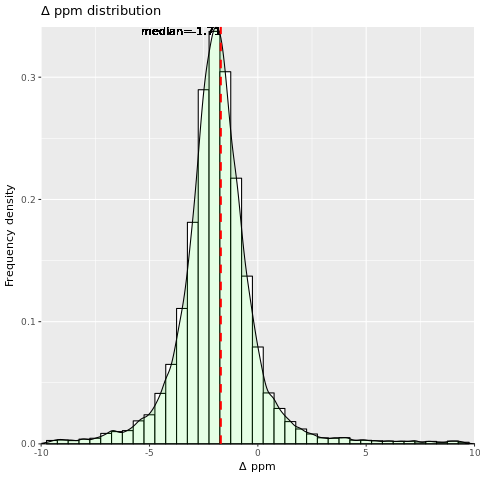 Δ ppm distribution
median=-1.71
0.3
0.2
0.1
0.0
Frequency density
-10
-5
0
5
10
Δ ppm